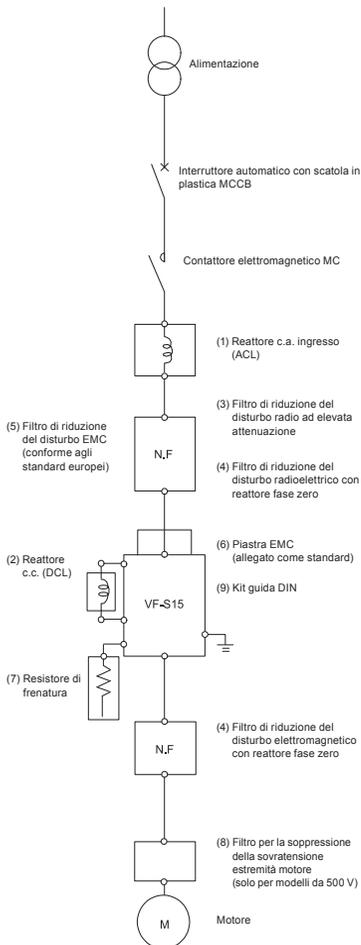 Alimentazione
Interruttore automatico con scatola in
plastica MCCB
Contattore elettromagnetico MC
(1) Reattore c.a. ingresso
(ACL)
(3) Filtro di riduzione del
disturbo radio ad elevata
attenuazione
(5) Filtro di riduzione
del disturbo EMC
(conforme agli
standard europei)
N.F
(4) Filtro di riduzione del
disturbo radioelettrico con
reattore fase zero
(6) Piastra EMC
(allegato come standard)
(2) Reattore
c.c. (DCL)
VF-S15
(9) Kit guida DIN
(7) Resistore di
frenatura
N.F
(4) Filtro di riduzione del
disturbo elettromagnetico
con reattore fase zero
(8) Filtro per la soppressione
della sovratensione
estremità motore
(solo per modelli da 500 V)
M
Motore